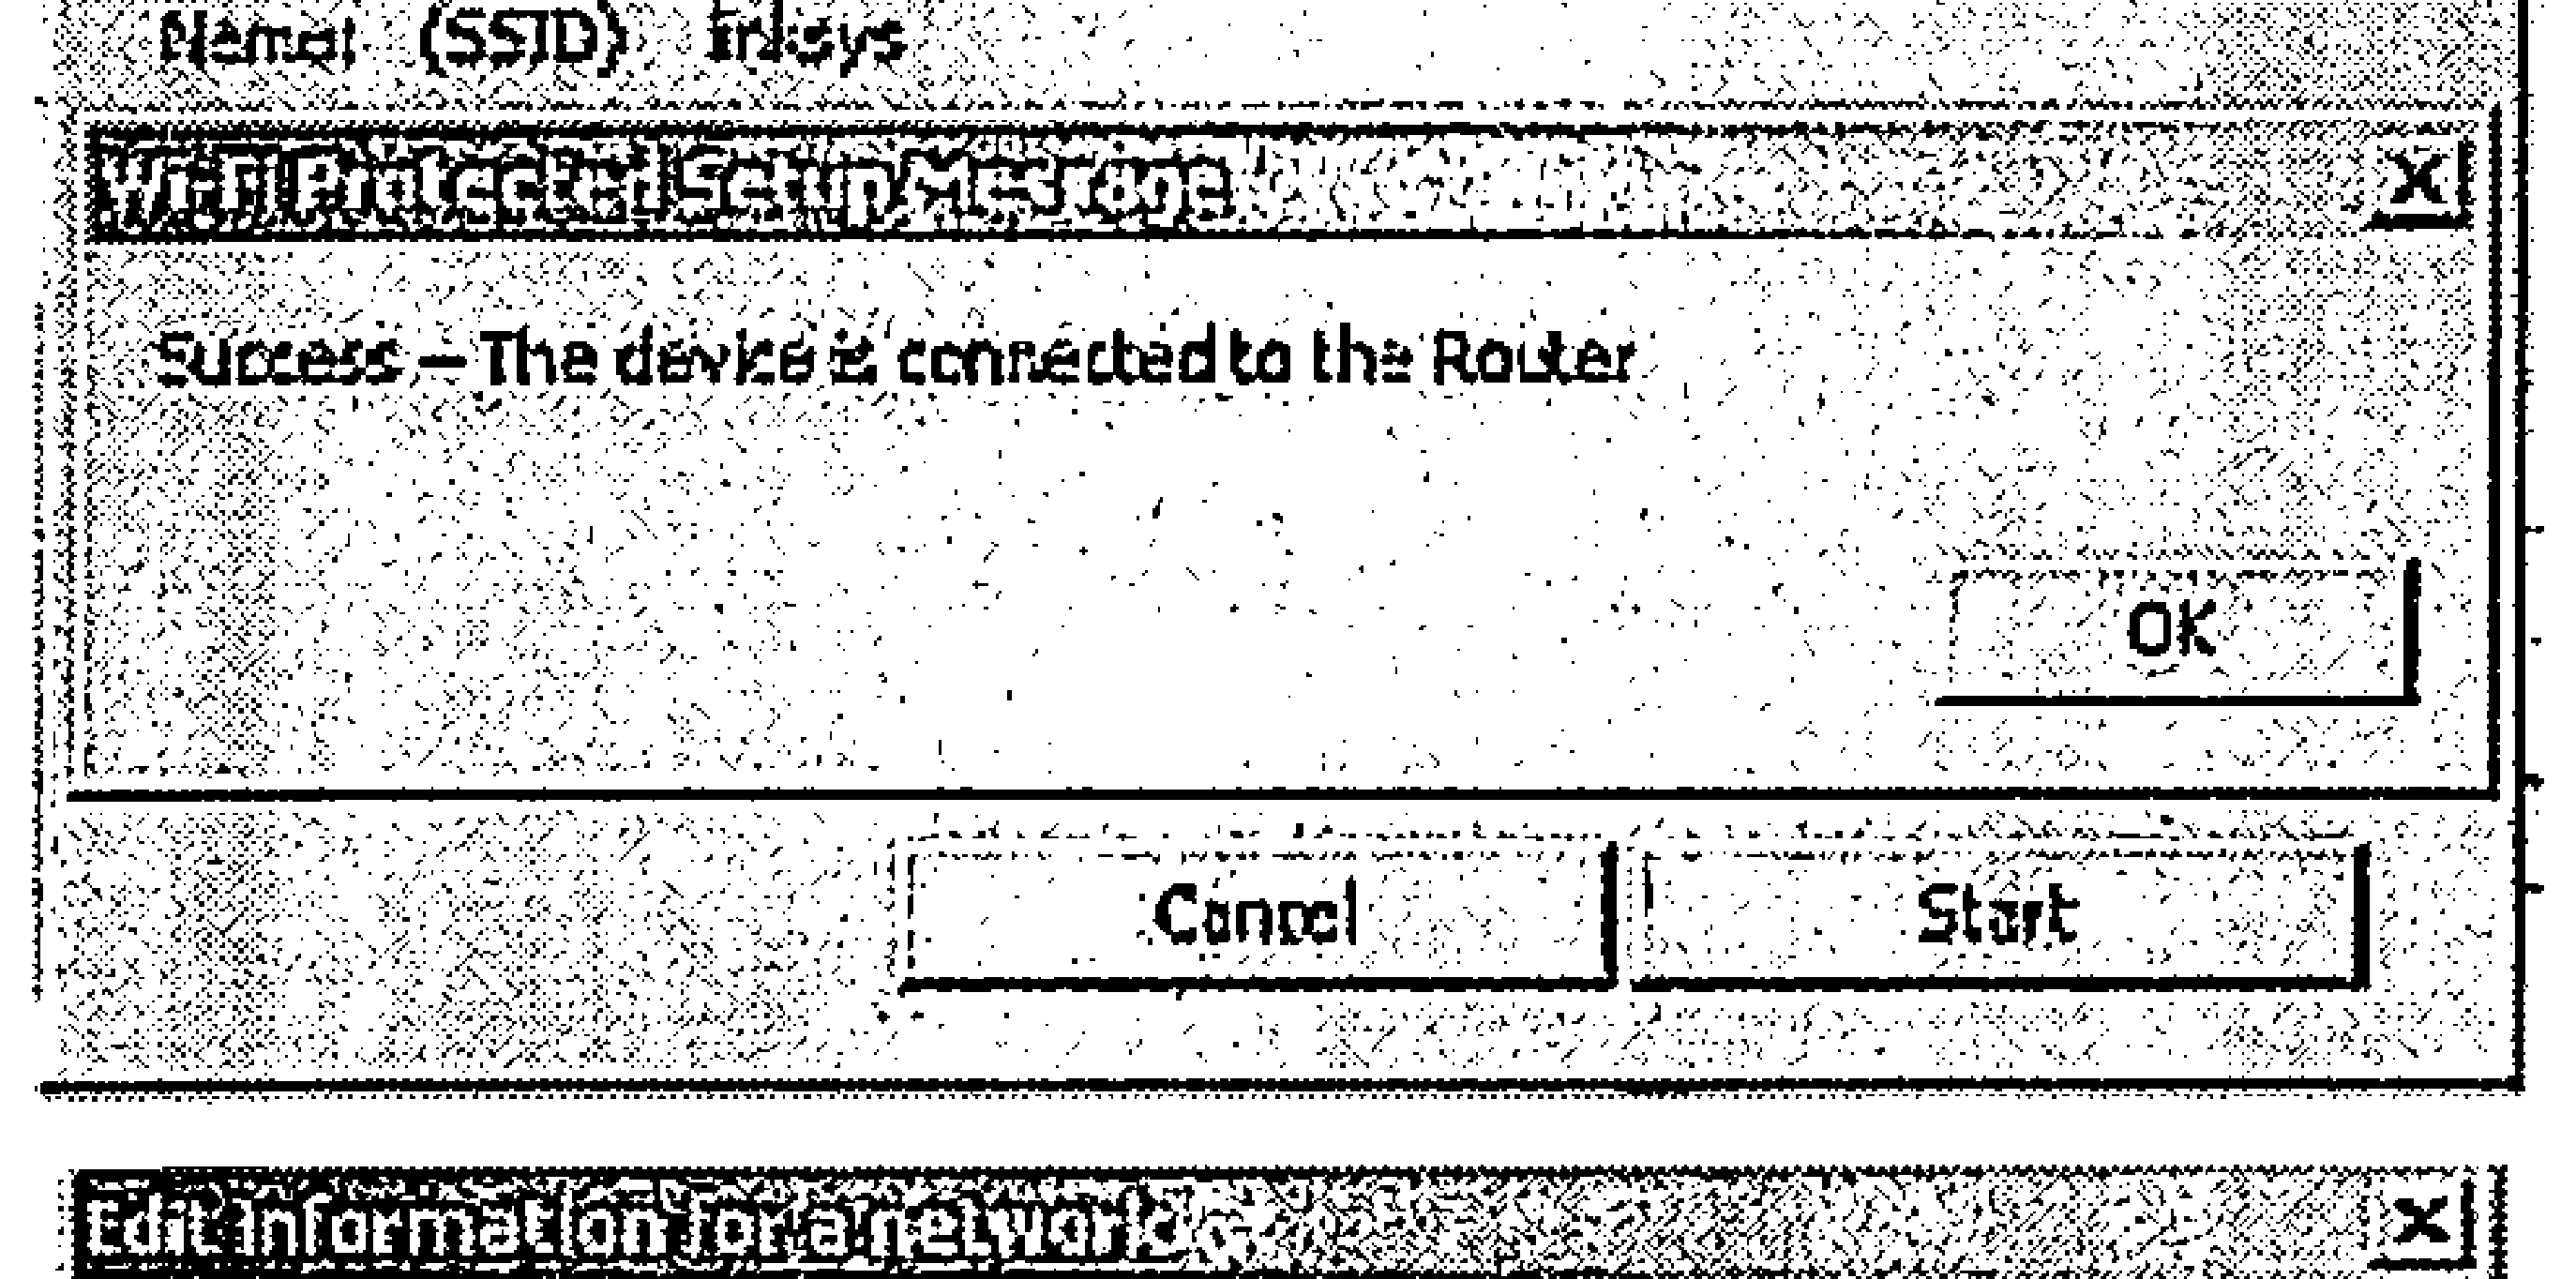 (SSID)
Wi-Fi Protected Setup Message
Success – The device is connected to the Router
OK
Cancel Start
Edit information for a network